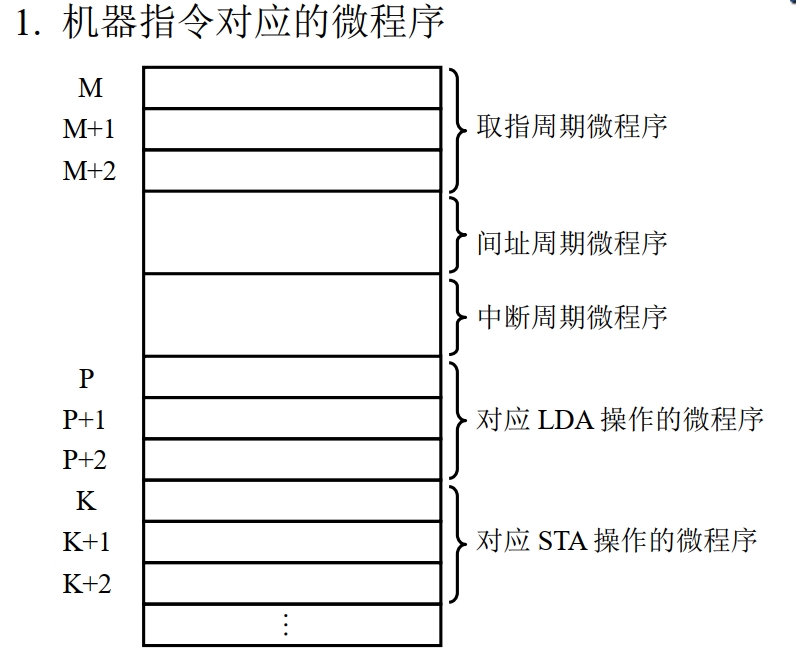 1. 机器指令对应的微程序
M
M+1
取指周期微程序
M+2
间址周期微程序
中断周期微程序
P
P+1
对应 LDA 操作的微程序
P+2
K
K+1
对应 STA 操作的微程序
K+2
⋮